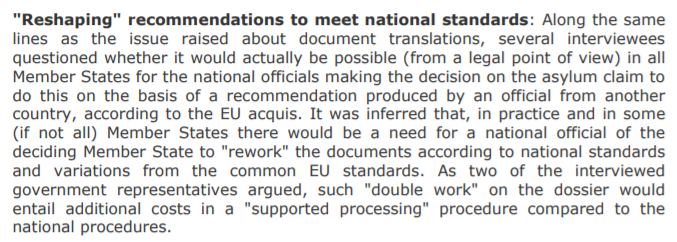 "Reshaping" recommendations to meet national standards: Along the same
lines as the issue raised about document translations, several interviewees
questioned whether it would actually be possible (from a legal point of view) in all
Member States for the national officials making the decision on the asylum claim to
do this on the basis of a recommendation produced by an official from another
country, according to the EU acquis. It was inferred that, in practice and in some
(if not all) Member States there would be a need for a national official of the
deciding Member State to "rework" the documents according to national standards
and variations from the common EU standards. As two of the interviewed
government representatives argued, such "double work" on the dossier would
entail additional costs in a "supported processing" procedure compared to the
national procedures.